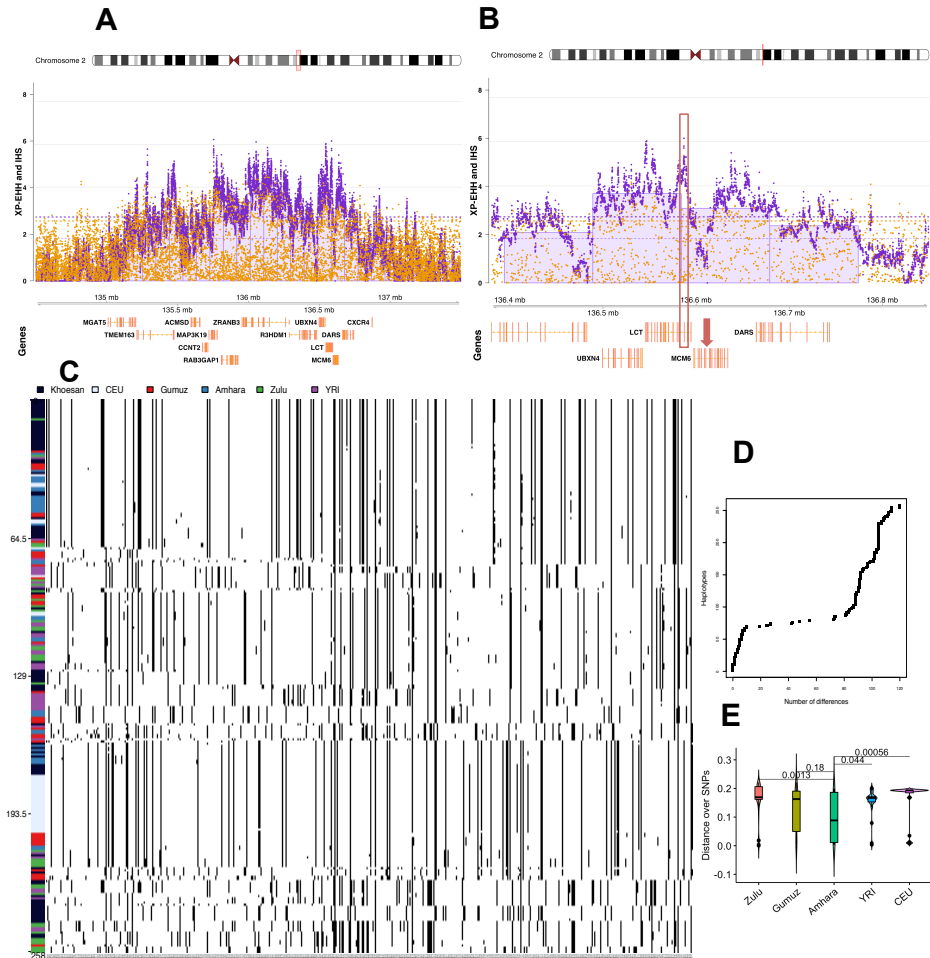 A
B
Chromosome 2
Chromosome 2
XP-EHH and IHS
8
6
4
2
0
135 mb
135.5 mb
136 mb
136.5 mb
137 mb
Genes
MGAT5
ACMSD
ZRANB3
UBXN4
CXCR4
TMEM163
MAP3K19
R3HDM1
DARS
CCNT2
LCT
RAB3GAP1
MCM6
XP-EHH and IHS
8
6
4
2
0
136.4 mb
136.5 mb
136.6 mb
136.7 mb
136.8 mb
Genes
LCT
DARS
UBXN4
MCM6
C
Khoesan
CEU
Gumuz
Amhara
Zulu
YRI
64.5
129
193.5
258
D
Haplotypes
0
20
40
60
80
100
120
Number of differences
E
Distance over SNPs
0.3
0.2
0.1
0.0
-0.1
0.00056
0.044
0.18
0.0013
Zulu
Gumuz
Amhara
YRI
CEU